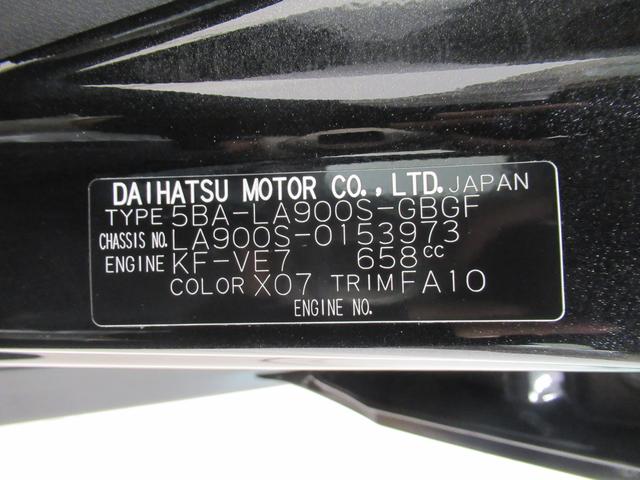 DAIHATSU MOTOR CO., LTD. JAPAN
TYPE 5BA-LA900S-GBGF
CHASSIS NO. LA900S-0153973
ENGINE KF-VE7 658cc
COLOR X07 TRIM FA10
ENGINE NO.